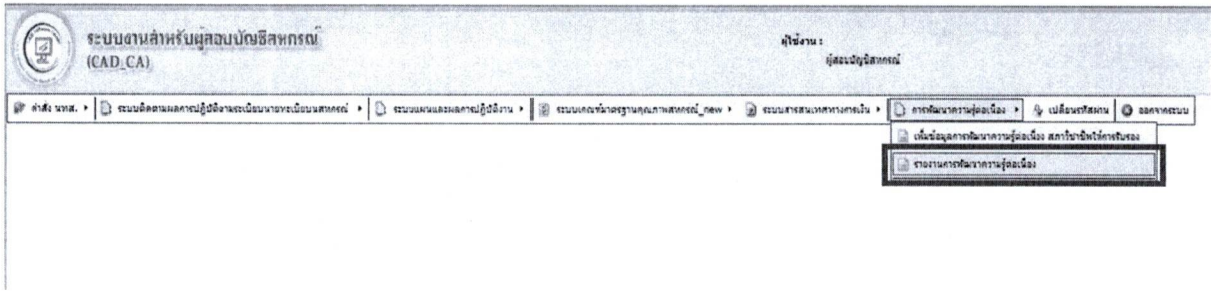 ระบบงานสำหรับผู้สอบบัญชีสหกรณ์
(CAD_CA)
ผู้ใช้งาน :
ผู้สอบบัญชีสหกรณ์
คำสั่ง นทส. ระบบติดตามผลการปฏิบัติงานระเบียบนายทะเบียนสหกรณ์ ระบบแผนและผลการปฏิบัติงาน ระบบเกณฑ์มาตรฐานคุณภาพสหกรณ์_new ระบบสารสนเทศทางการเงิน การพัฒนาความรู้ต่อเนื่อง เปลี่ยนรหัสผ่าน ออกจากระบบ
เพิ่มข้อมูลการพัฒนาความรู้ต่อเนื่อง สภาวิชาชีพให้การรับรอง
รายงานการพัฒนาความรู้ต่อเนื่อง